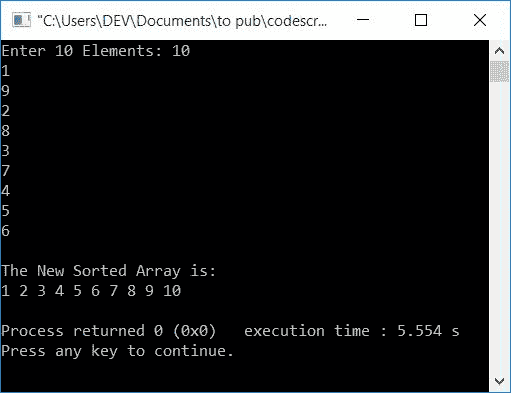 "C:\Users\DEV\Documents\to pub\codescr...
Enter 10 Elements: 10
1
9
2
8
3
7
4
5
6
The New Sorted Array is:
1 2 3 4 5 6 7 8 9 10
Process returned 0 (0x0)   execution time : 5.554 s
Press any key to continue.